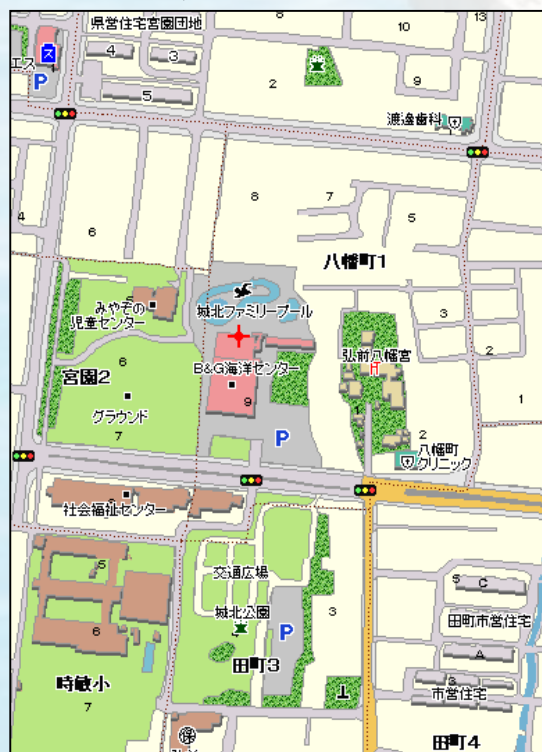 県営住宅宮園団地
8
13
10
4
3
エス
P
2
9
5
渡邊歯科
8
7
5
4
6
八幡町1
5
みやぞの
児童センター
城北ファミリープール
3
弘前八幡宮
2
6
宮園2
B&G海洋センター
9
1
1
グラウンド
7
P
2
八幡町
クリニック
社会福祉センター
5
交通広場
5
C
城北公園
3
田町市営住宅
6
P
A
時敏小
田町3
3
市営住宅
7
田町4